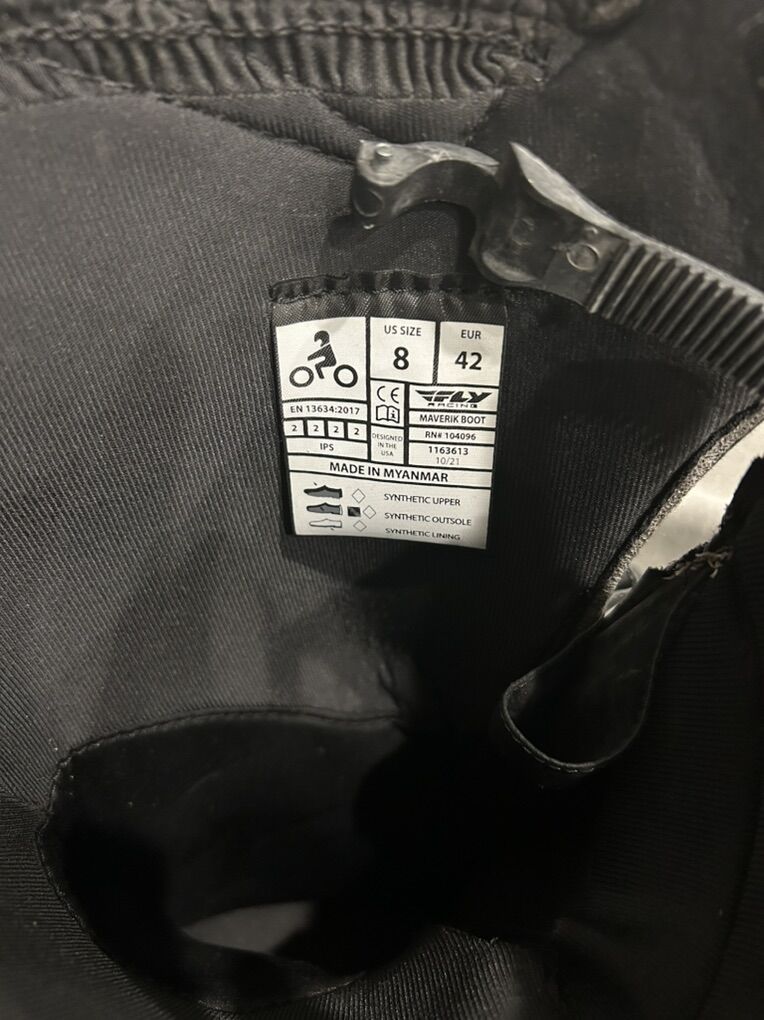 US SIZE
8
EUR
42
EN 13634:2017
2 2 2 2
IPS
CE
DESIGNED
IN THE
USA
FLY
RACING
MAVERIK BOOT
RN# 104096
1163613
10/21
MADE IN MYANMAR
SYNTHETIC UPPER
SYNTHETIC OUTSOLE
SYNTHETIC LINING